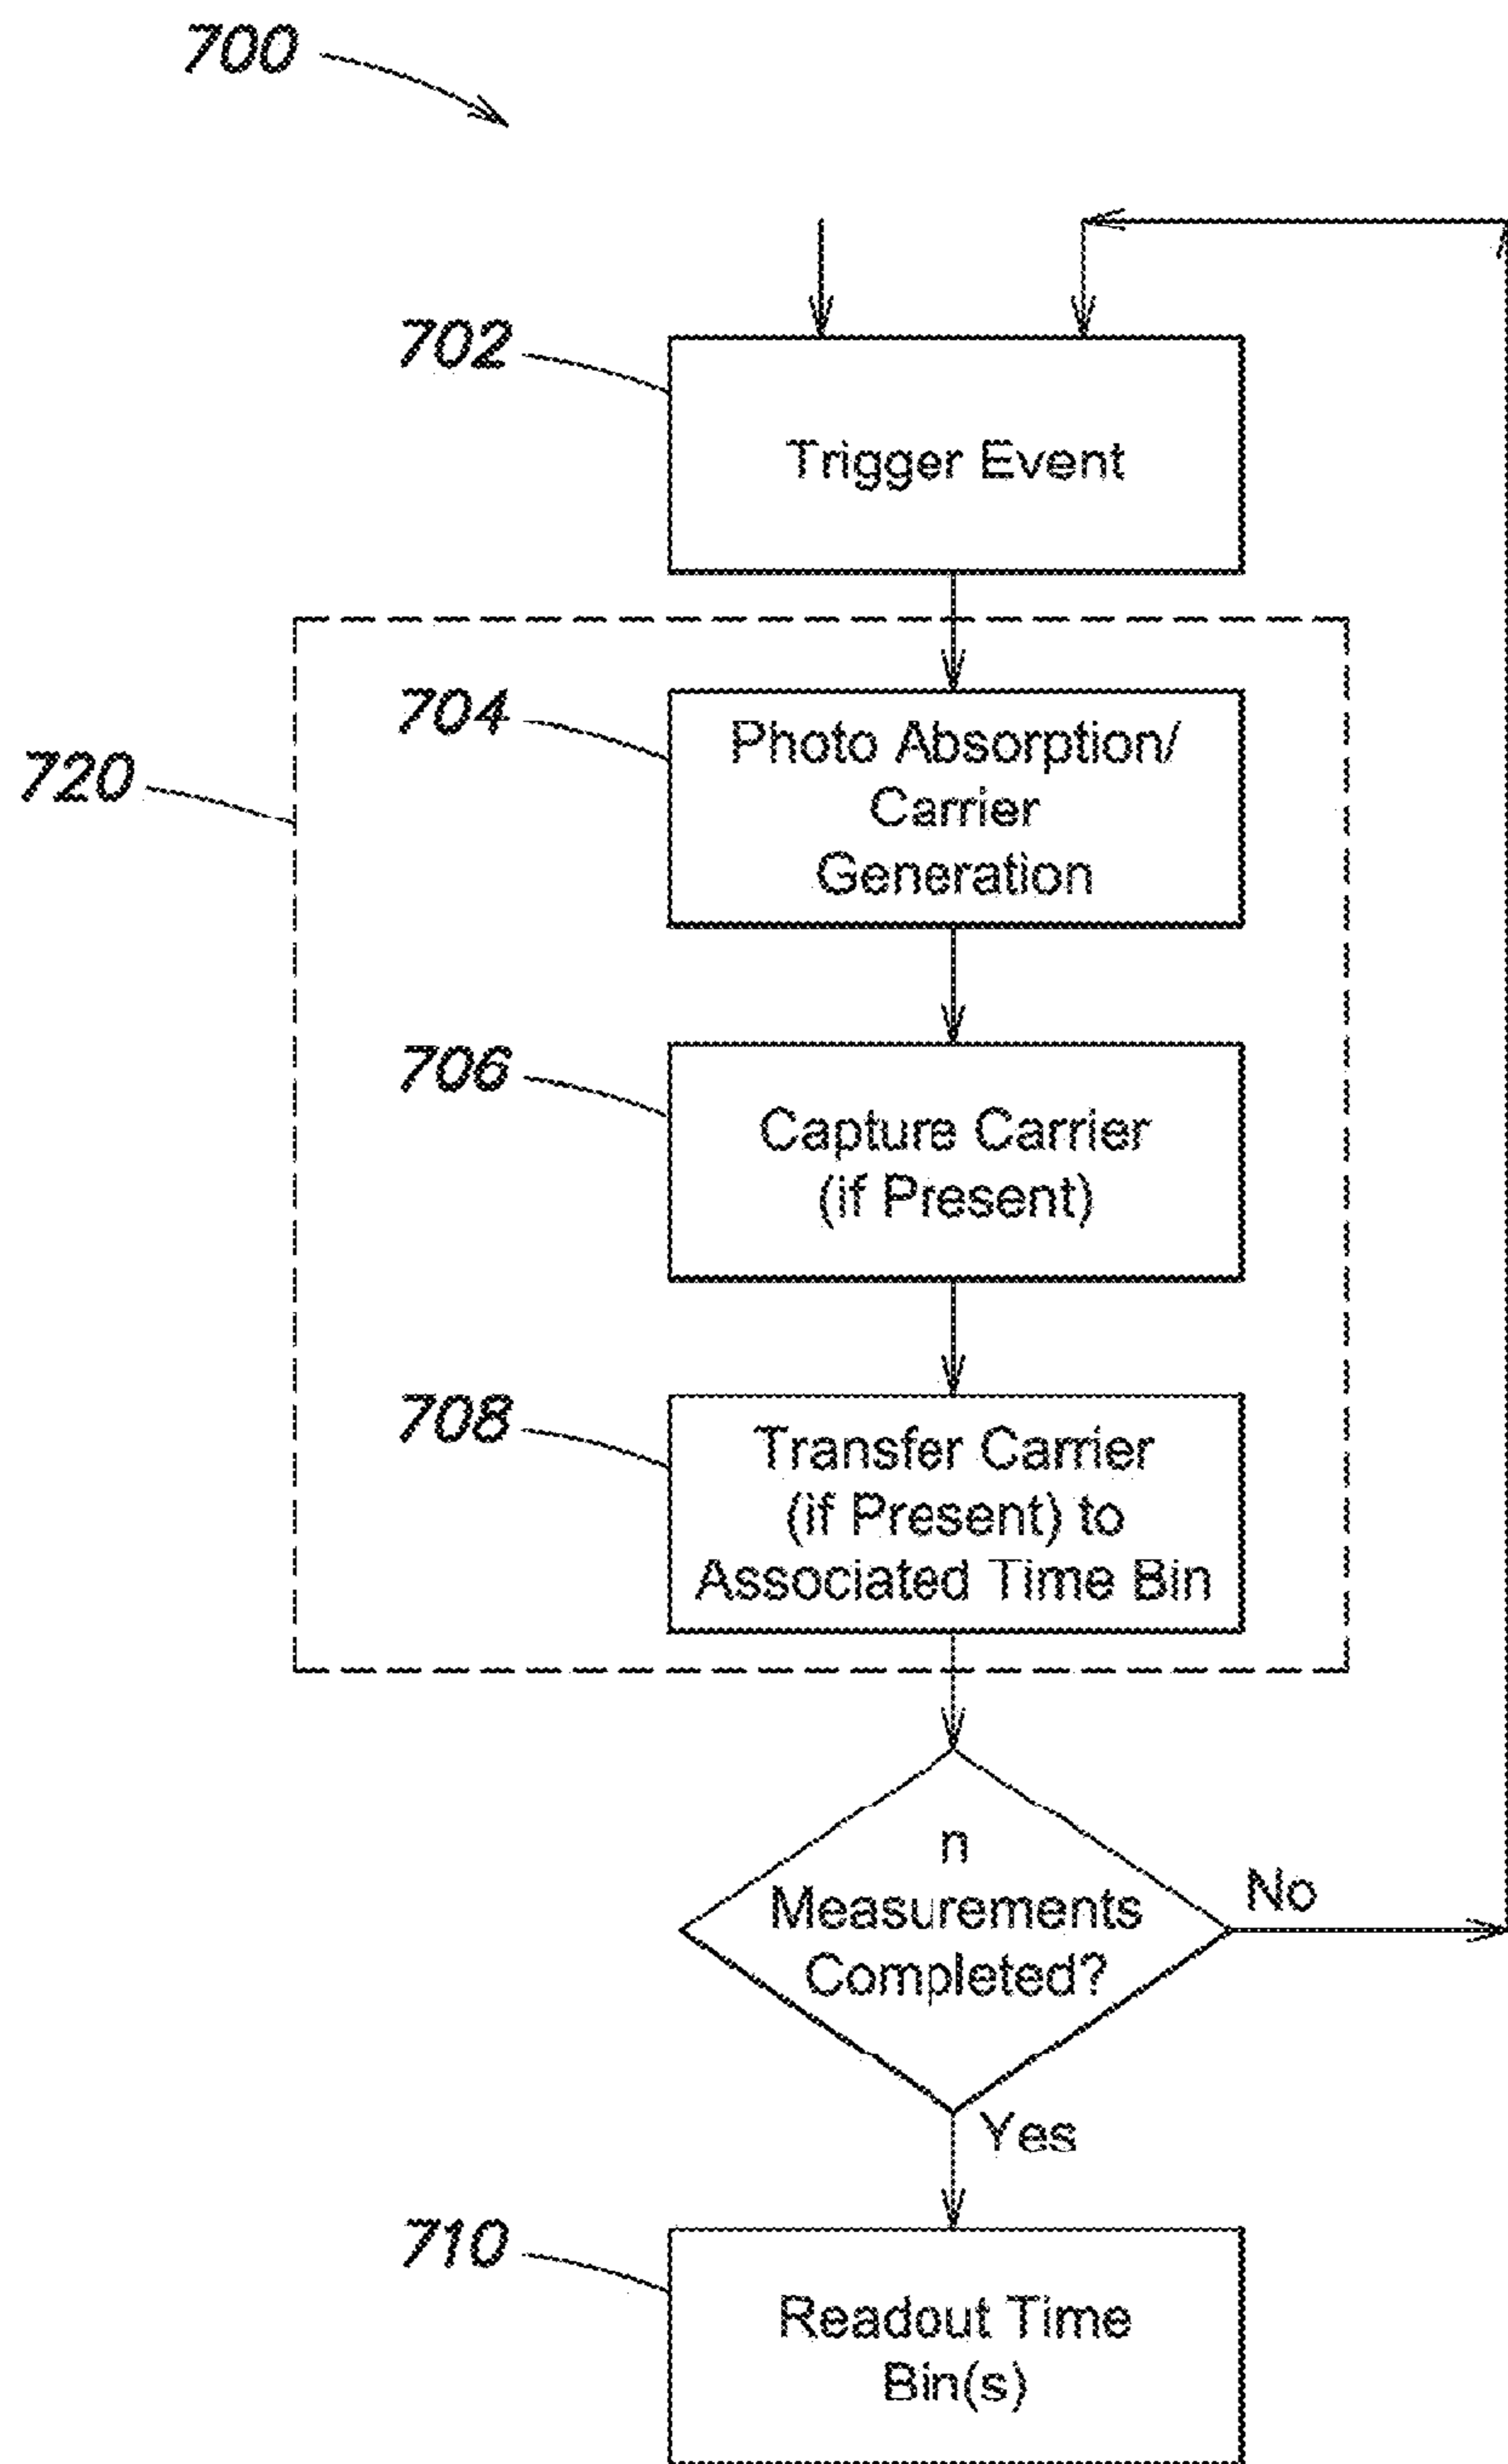 700
702
Trigger Event
704
Photo Absorption/
Carrier
Generation
720
706
Capture Carrier
(if Present)
708
Transfer Carrier
(if Present) to
Associated Time Bin
n
Measurements
Completed?
No
Yes
710
Readout Time
Bin(s)